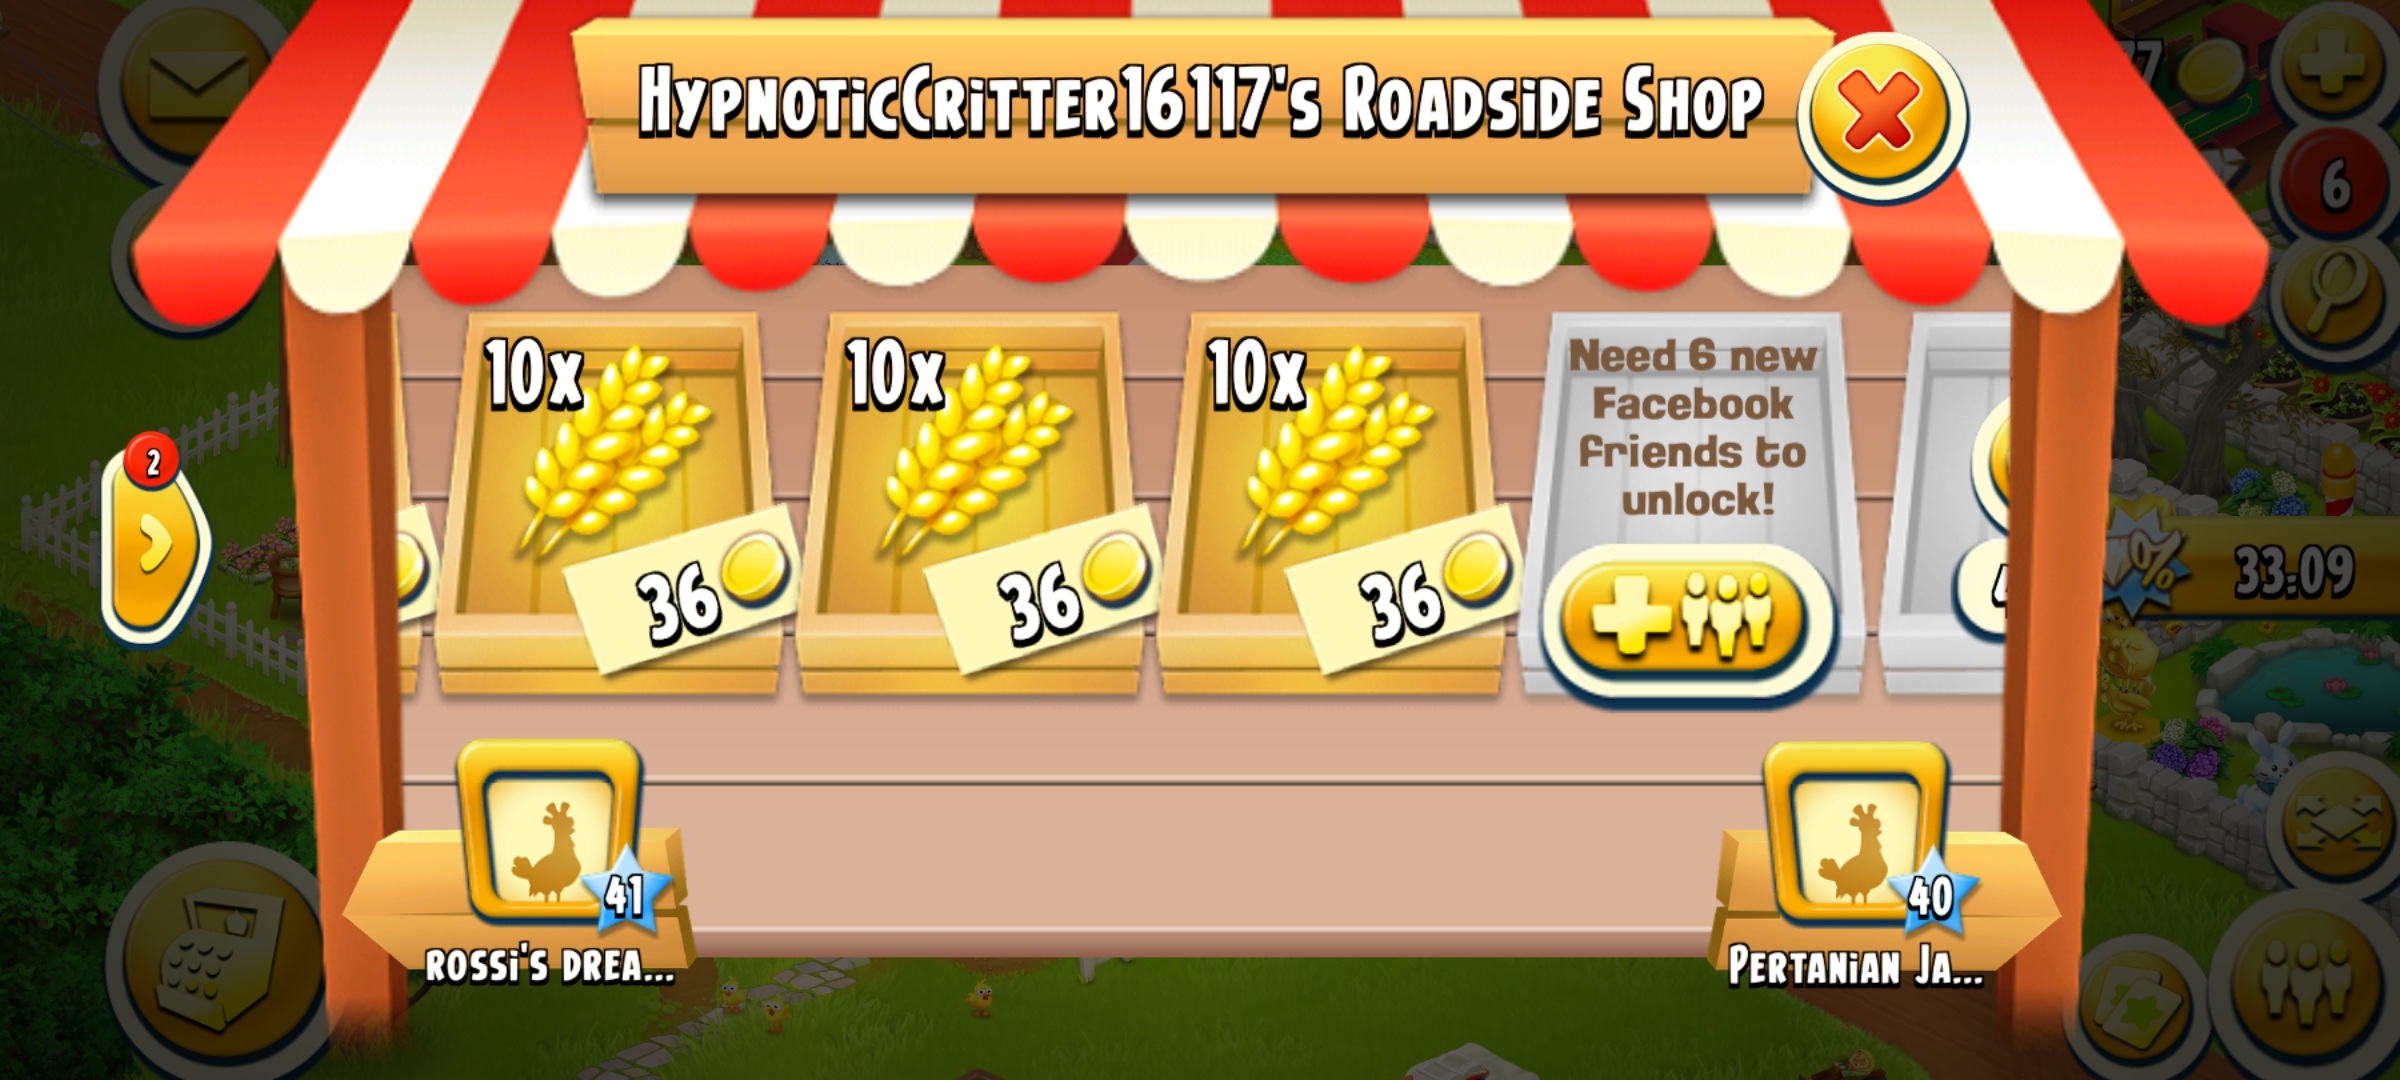 HypnoticCritter16117's Roadside Shop
6
10x
10x
10x
Need 6 new
Facebook
friends to
unlock!
2
36
36
36
33:09
41
40
ROSSI'S DREA...
PERTANIAN JA...